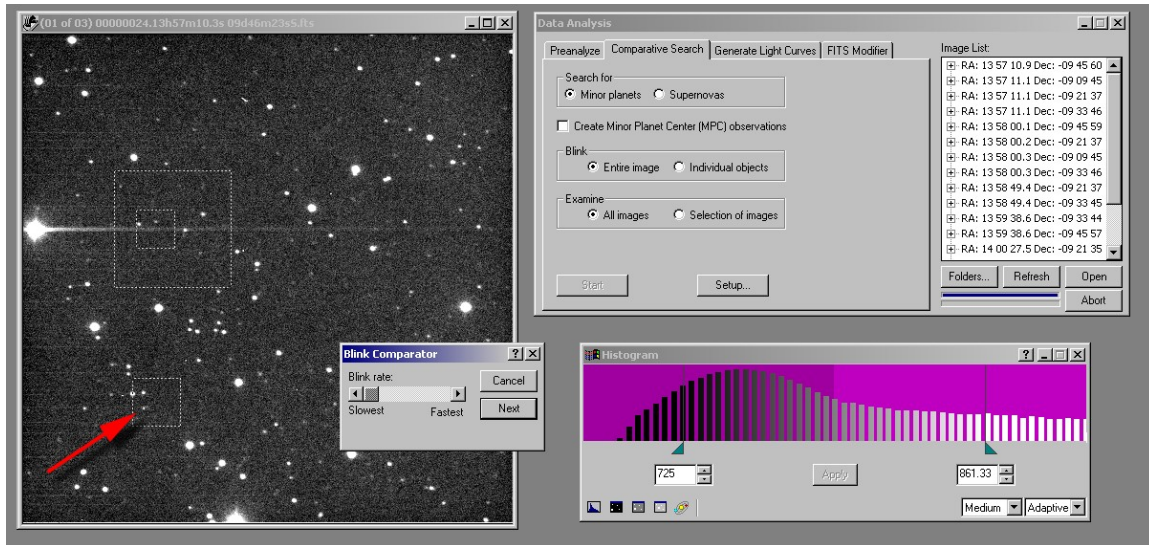 (01 of 03) 00000024.13h57m10.3s 09d46m23s5.fts
Data Analysis
Preanalyze
Comparative Search
Generate Light Curves
FITS Modifier
Search for
Minor planets
Supernovas
Create Minor Planet Center (MPC) observations
Blink
Entire image
Individual objects
Examine
All images
Selection of images
Start
Setup...
Image List:
RA: 13 57 10.9 Dec: -09 45 60
RA: 13 57 11.1 Dec: -09 09 45
RA: 13 57 11.1 Dec: -09 21 37
RA: 13 57 11.1 Dec: -09 33 46
RA: 13 58 00.1 Dec: -09 45 59
RA: 13 58 00.2 Dec: -09 21 37
RA: 13 58 00.3 Dec: -09 09 45
RA: 13 58 00.3 Dec: -09 33 46
RA: 13 58 49.4 Dec: -09 21 37
RA: 13 58 49.4 Dec: -09 33 45
RA: 13 59 38.6 Dec: -09 33 44
RA: 13 59 38.6 Dec: -09 45 57
RA: 14 00 27.5 Dec: -09 21 35
Folders...
Refresh
Open
Abort
Blink Comparator
Blink rate:
Slowest
Fastest
Cancel
Next
Histogram
725
Apply
861.33
Medium
Adaptive